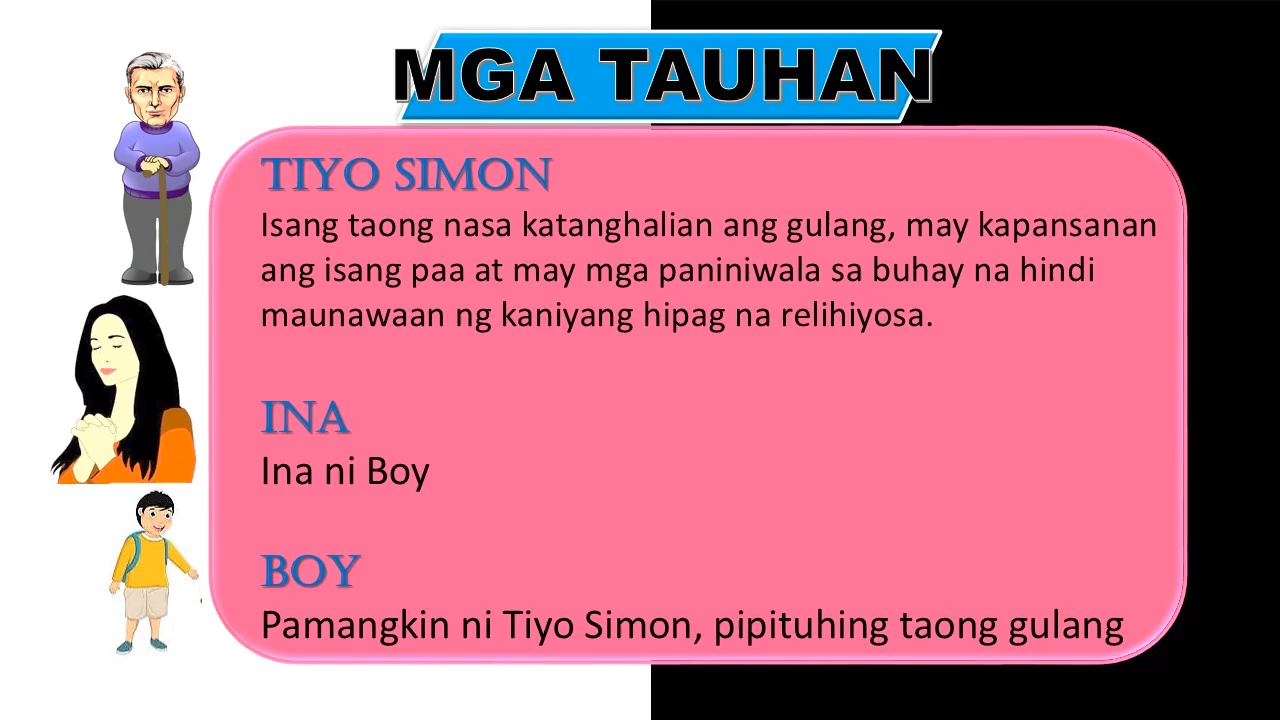 MGA TAUHAN
TIYO SIMON
Isang taong nasa katanghalian ang gulang, may kapansanan
ang isang paa at may mga paniniwala sa buhay na hindi
maunawaan ng kaniyang hipag na relihiyosa.
INA
Ina ni Boy
BOY
Pamangkin ni Tiyo Simon, pipituhing taong gulang